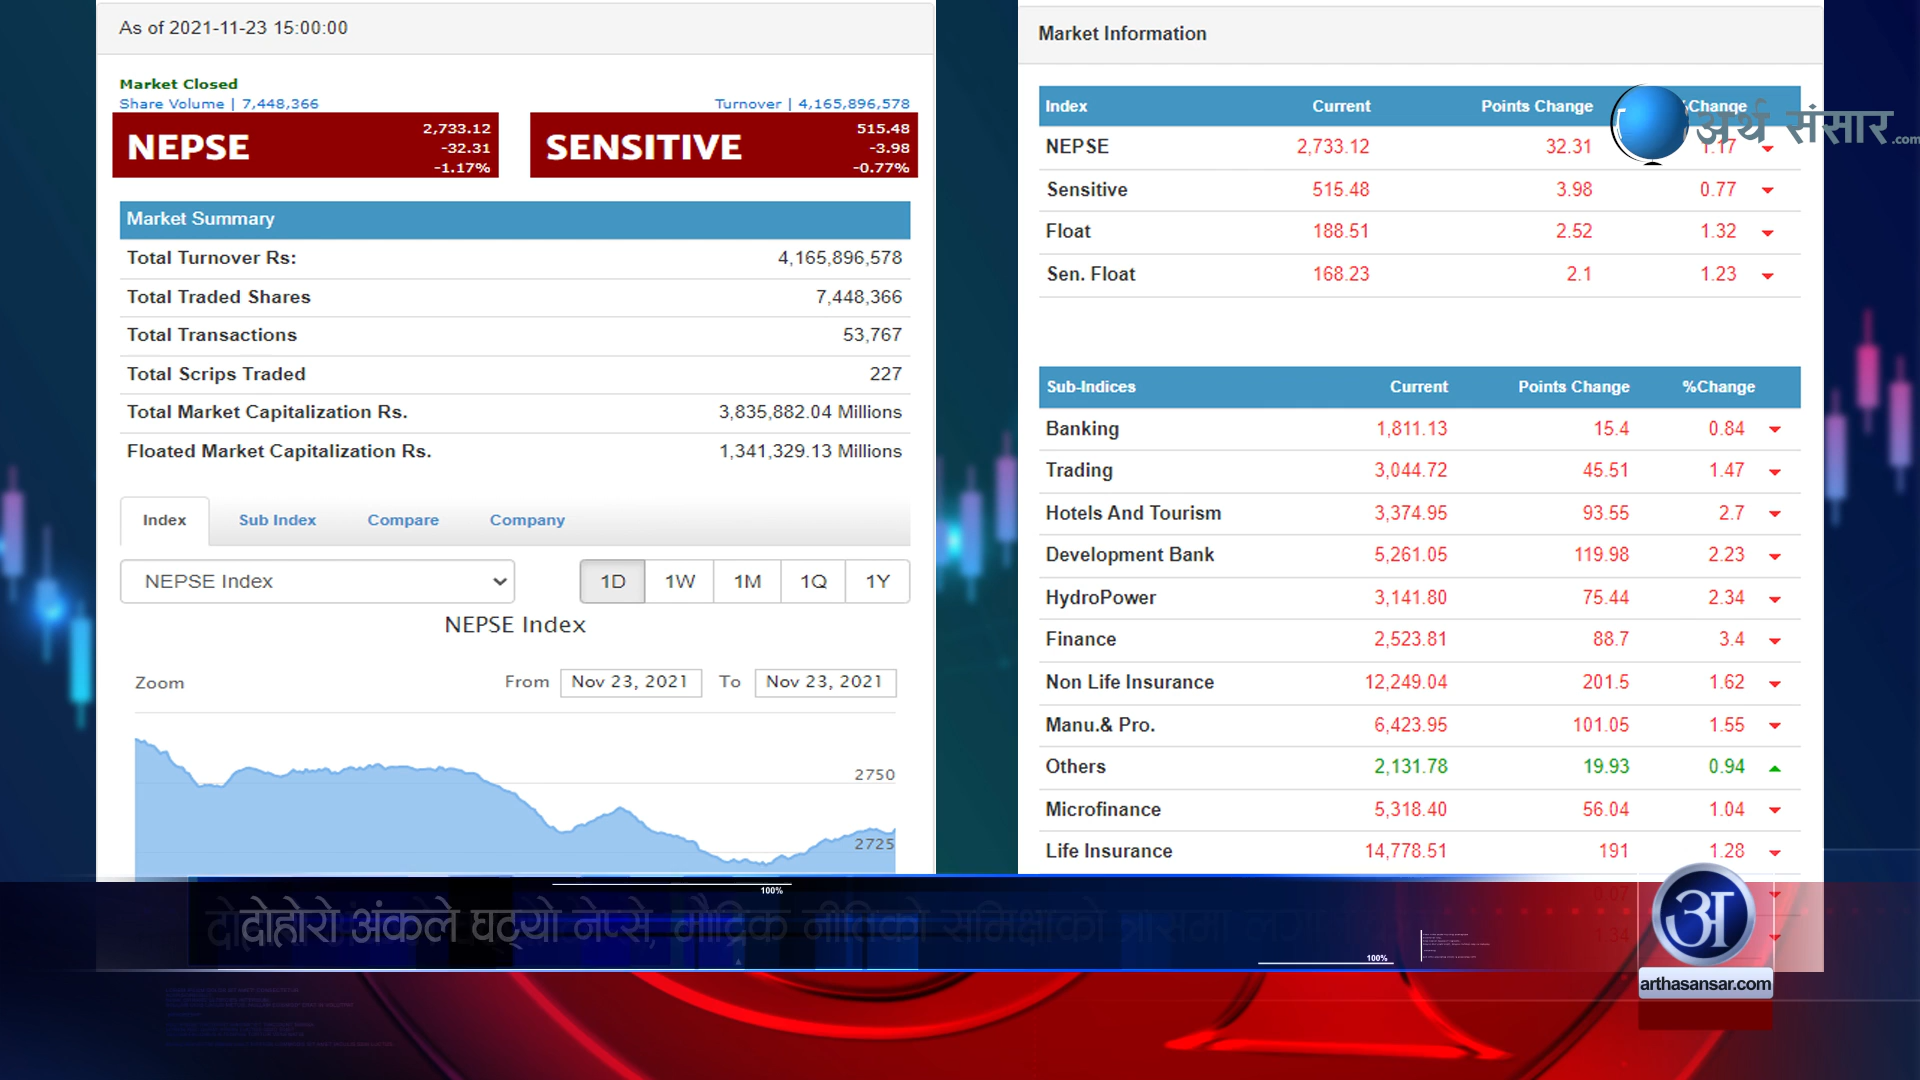 As of 2021-11-23 15:00:00
Market Closed
Share Volume | 7,448,366 Turnover | 4,165,896,578
NEPSE 2,733.12 -32.31 -1.17%
SENSITIVE 515.48 -3.98 -0.77%
Market Summary
Total Turnover Rs: 4,165,896,578
Total Traded Shares 7,448,366
Total Transactions 53,767
Total Scrips Traded 227
Total Market Capitalization Rs. 3,835,882.04 Millions
Floated Market Capitalization Rs. 1,341,329.13 Millions
Index Sub Index Compare Company
NEPSE Index 1D 1W 1M 1Q 1Y
NEPSE Index
Zoom From Nov 23, 2021 To Nov 23, 2021
2750
2725
Market Information
Index Current Points Change %Change
NEPSE 2,733.12 32.31 1.17
Sensitive 515.48 3.98 0.77
Float 188.51 2.52 1.32
Sen. Float 168.23 2.1 1.23
अर्थ संसार.com
Sub-Indices Current Points Change %Change
Banking 1,811.13 15.4 0.84
Trading 3,044.72 45.51 1.47
Hotels And Tourism 3,374.95 93.55 2.7
Development Bank 5,261.05 119.98 2.23
HydroPower 3,141.80 75.44 2.34
Finance 2,523.81 88.7 3.4
Non Life Insurance 12,249.04 201.5 1.62
Manu.& Pro. 6,423.95 101.05 1.55
Others 2,131.78 19.93 0.94
Microfinance 5,318.40 56.04 1.04
Life Insurance 14,778.51 191 1.28
0.07
1.34
100%
दोहोरो अंकले घट्यो नेप्से, मौद्रिक नीतिको समिक्षाको
100%
अ
arthasansar.com